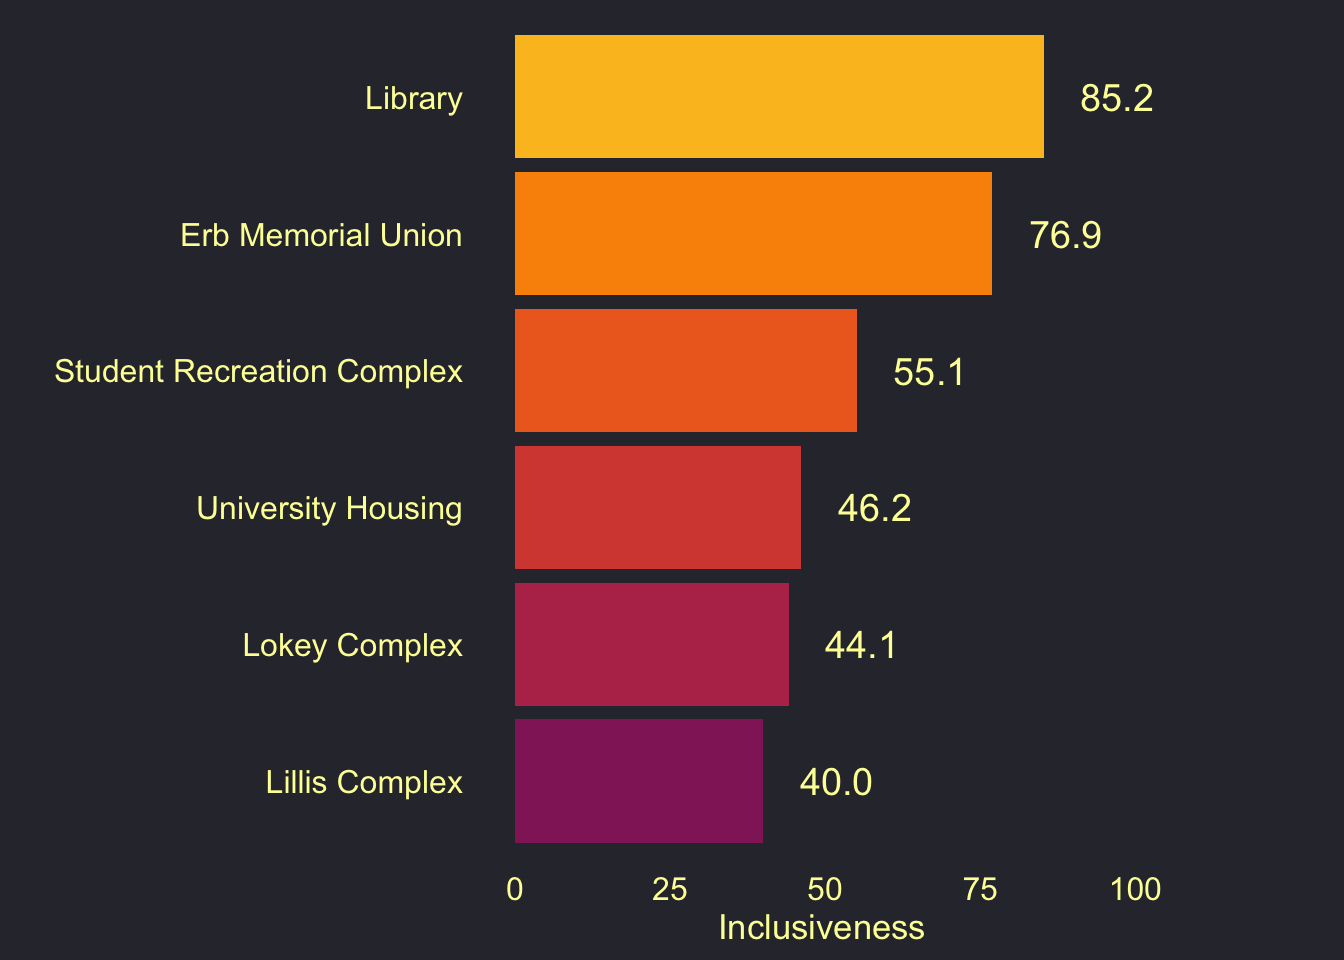 Library 85.2
Erb Memorial Union 76.9
Student Recreation Complex 55.1
University Housing 46.2
Lokey Complex 44.1
Lillis Complex 40.0
0 25 50 75 100
Inclusiveness